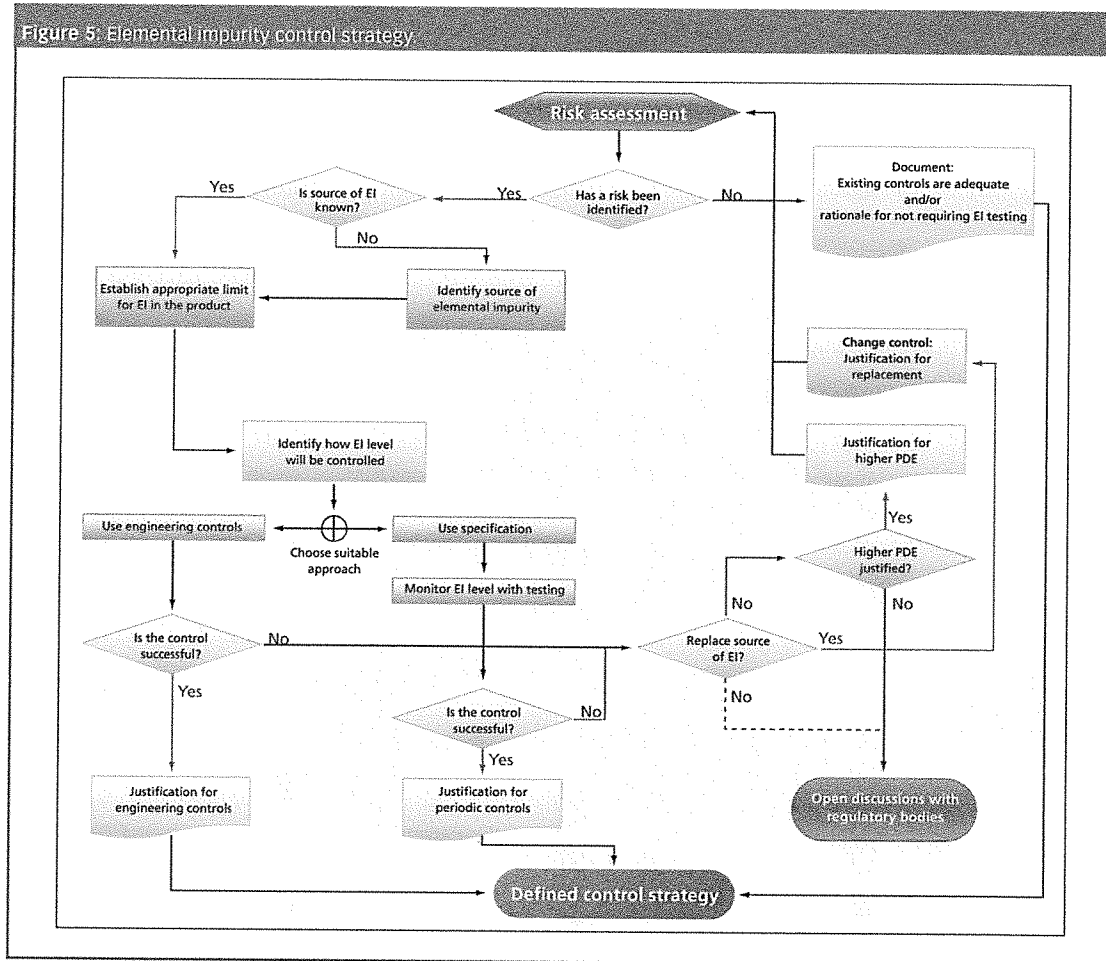 Figure 5: Elemental impurity control strategy
Risk assessment
Has a risk been
identified?
Yes
No
Is source of EI
known?
Yes
No
Document:
Existing controls are adequate
and/or
rationale for not requiring EI testing
Establish appropriate limit
for EI in the product
Identify source of
elemental impurity
Change control:
Justification for
replacement
Identify how EI level
will be controlled
Justification for
higher PDE
Use engineering controls
Choose suitable
approach
Use specification
Monitor EI level with testing
Yes
Higher PDE
justified?
No
No
Is the control
successful?
No
Yes
Replace source
of EI?
Yes
No
Is the control
successful?
No
Yes
Justification for
engineering controls
Justification for
periodic controls
Open discussions with
regulatory bodies
Defined control strategy